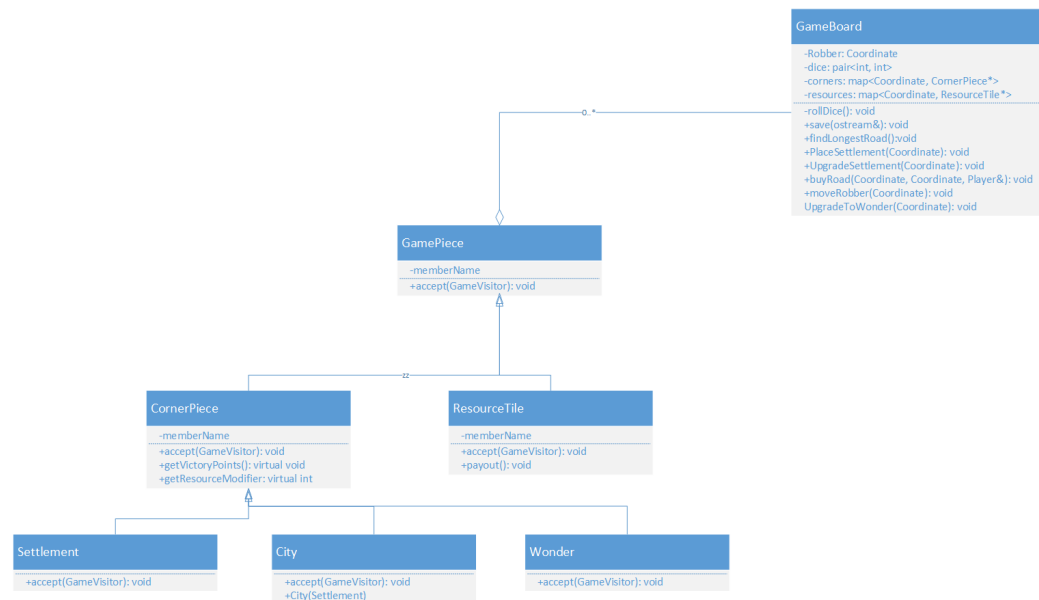 GameBoard
-Robber: Coordinate
-dice: pair<int, int>
-corners: map<Coordinate, CornerPiece*>
-resources: map<Coordinate, ResourceTile*>
-rollDice(): void
+save(ostream&): void
+findLongestRoad():void
+PlaceSettlement(Coordinate): void
+UpgradeSettlement(Coordinate): void
+buyRoad(Coordinate, Coordinate, Player&): void
+moveRobber(Coordinate): void
UpgradeToWonder(Coordinate): void
0..*
GamePiece
-memberName
+accept(GameVisitor): void
zz
CornerPiece
-memberName
+accept(GameVisitor): void
+getVictoryPoints(): virtual void
+getResourceModifier: virtual int
ResourceTile
-memberName
+accept(GameVisitor): void
+payout(): void
Settlement
+accept(GameVisitor): void
City
+accept(GameVisitor): void
+City(Settlement)
Wonder
+accept(GameVisitor): void